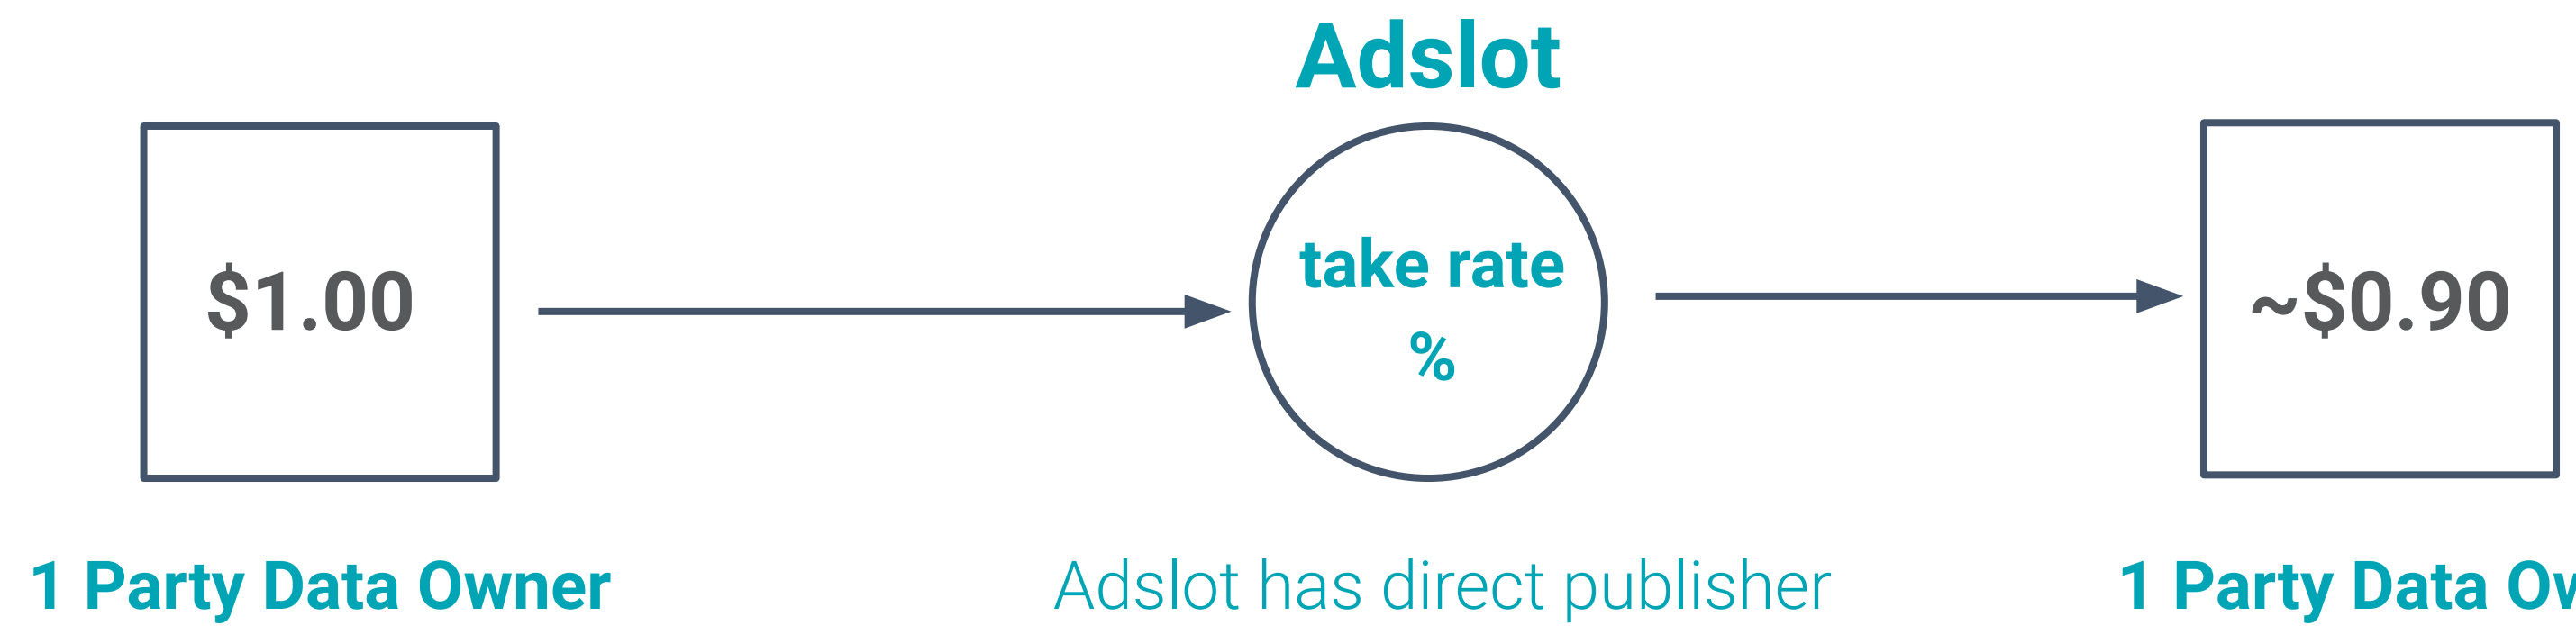 Adslot
$1.00
take rate
%
~$0.90
1 Party Data Owner
Adslot has direct publisher
1 Party Data